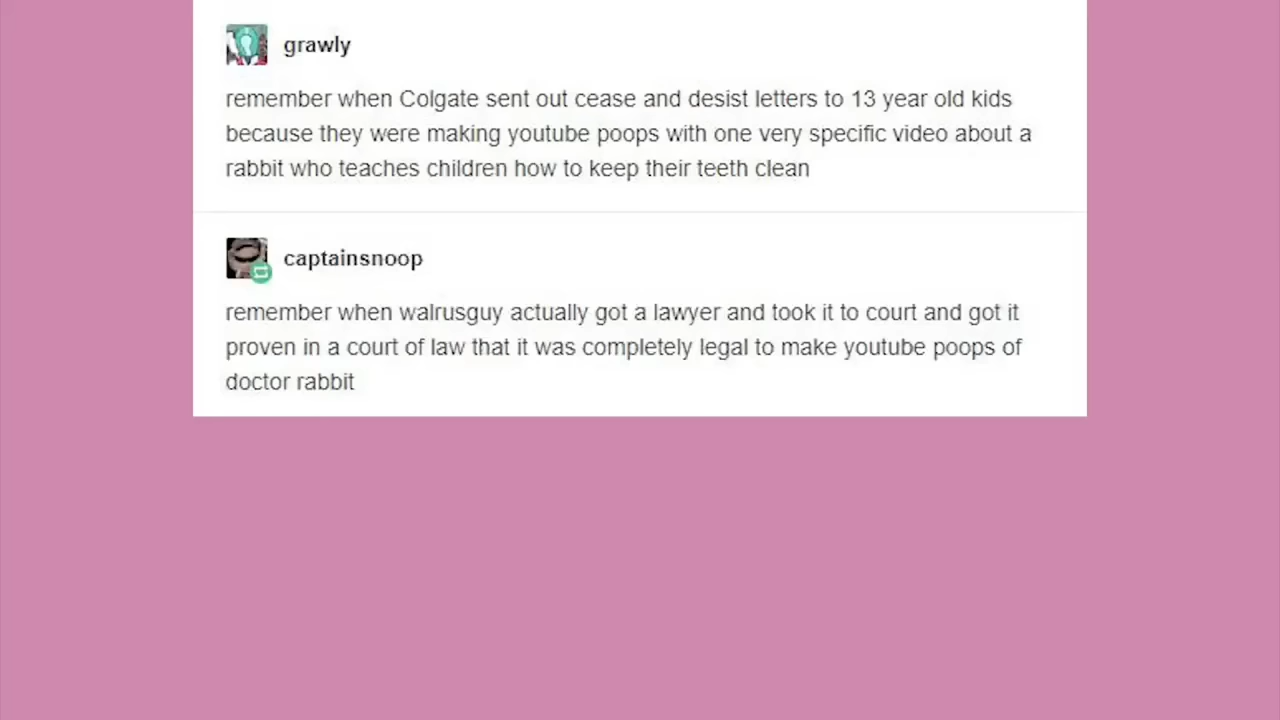 grawly
remember when Colgate sent out cease and desist letters to 13 year old kids
because they were making youtube poops with one very specific video about a
rabbit who teaches children how to keep their teeth clean
captainsnoop
remember when walrusguy actually got a lawyer and took it to court and got it
proven in a court of law that it was completely legal to make youtube poops of
doctor rabbit